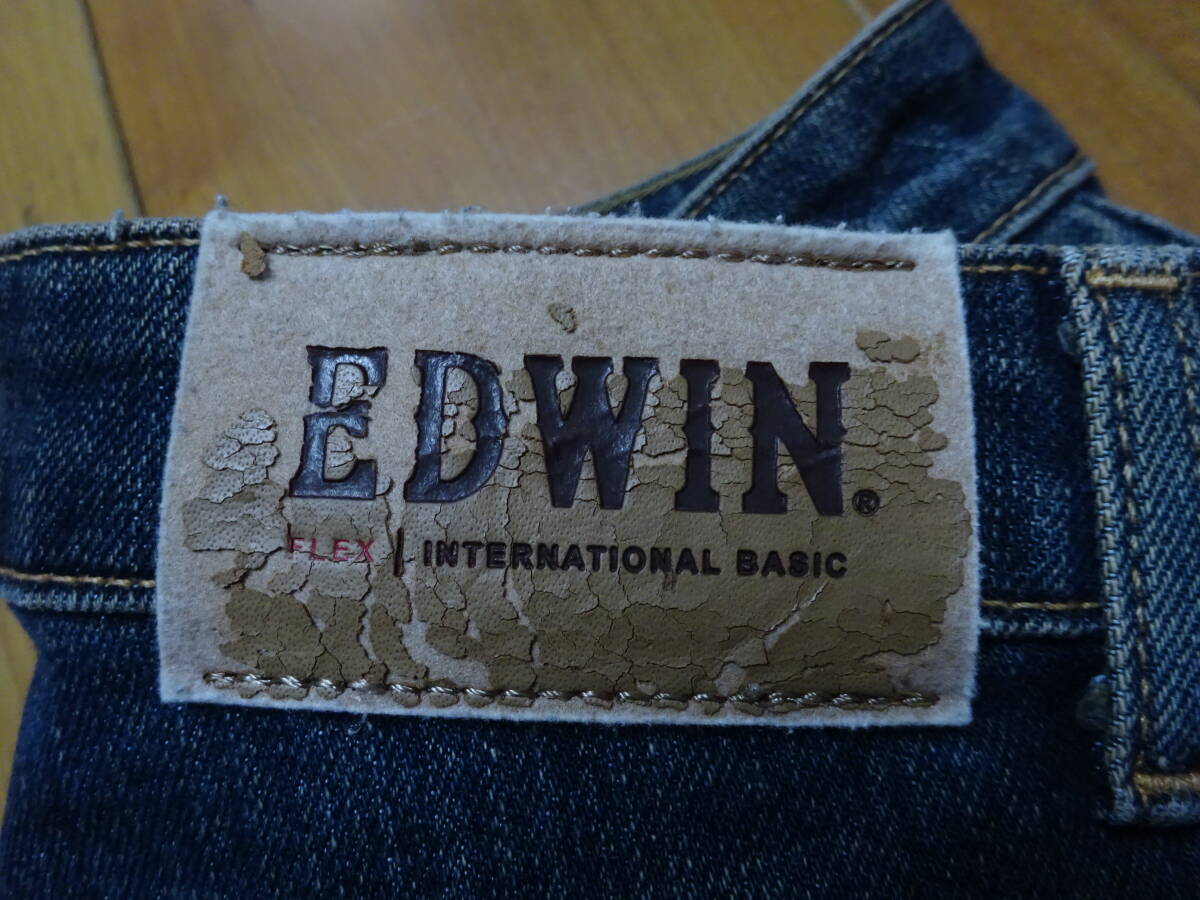 EDWIN®
FLEX | INTERNATIONAL BASIC